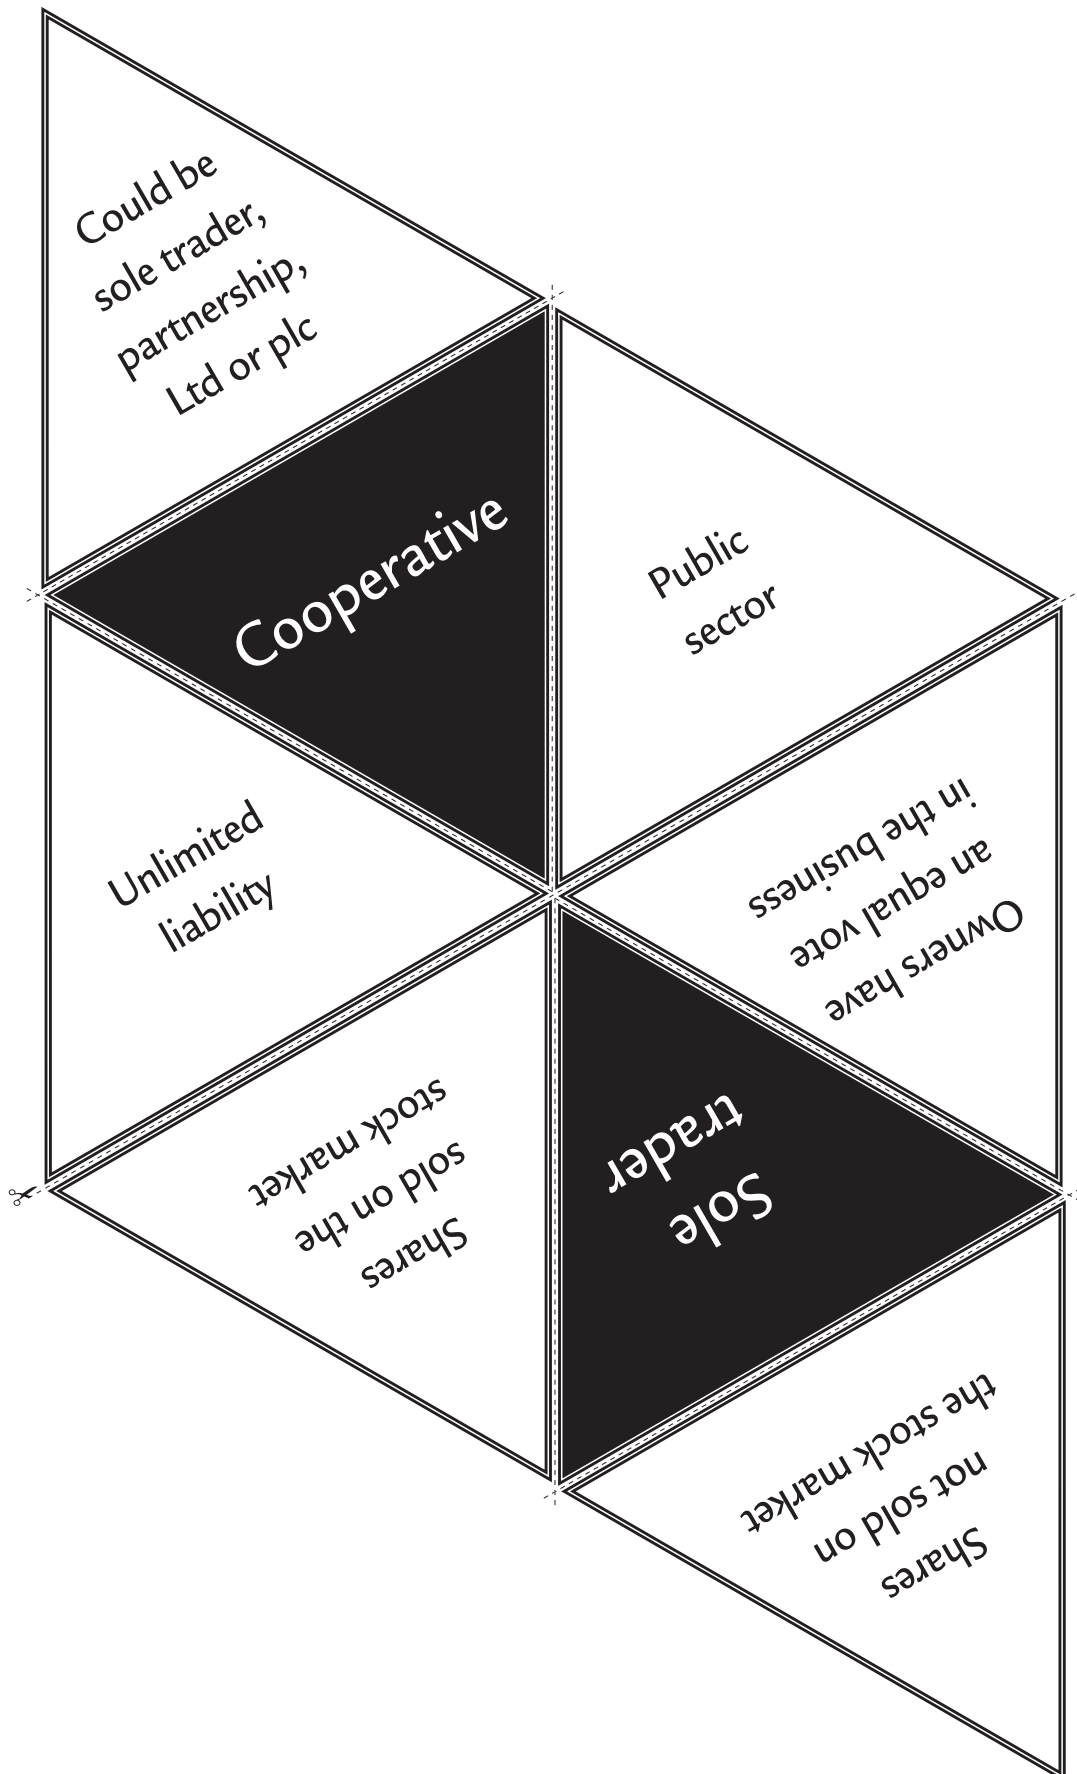 Could be
sole trader,
partnership,
Ltd or plc
Cooperative
Public
sector
Unlimited
liability
Owners have
an equal vote
in the business
Shares
sold on the
stock market
Sole
trader
Shares
not sold on
the stock market